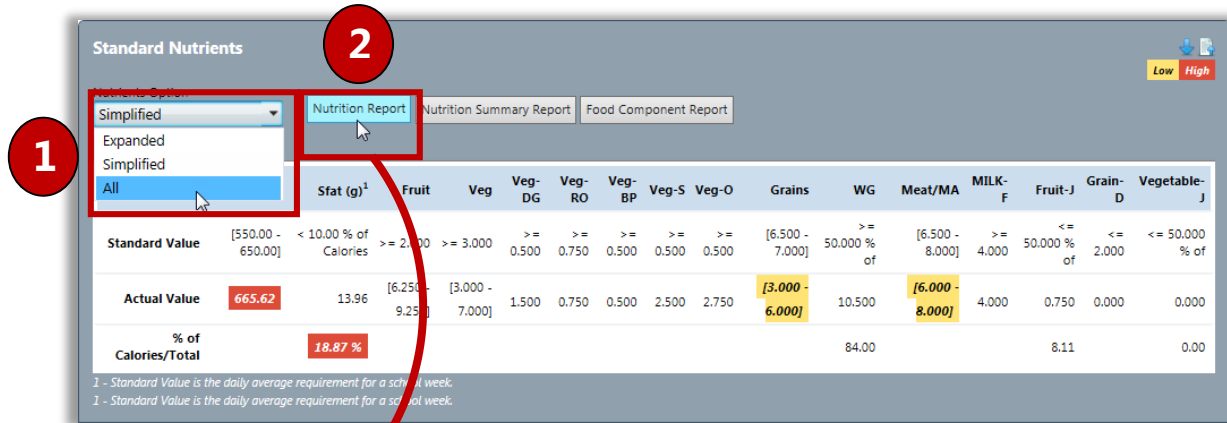 Standard Nutrients
2
Low High
Nutrients Option
1
Simplified
Nutrition Report
Nutrition Summary Report
Food Component Report
Expanded
Simplified
All
Sfat (g)1 Fruit Veg Veg-DG Veg-RO Veg-BP Veg-S Veg-O Grains WG Meat/MA MILK-F Fruit-J Grain-D Vegetable-J
Standard Value [550.00 - 650.00] < 10.00 % of Calories >= 3.000 >= 0.500 >= 0.750 >= 0.500 >= 0.500 >= 0.500 [6.500 - 7.000] >= 50.000 % of [6.500 - 8.000] >= 4.000 <= 50.000 % of <= 2.000 <= 50.000 % of
Actual Value 665.62 13.96 [3.000 - 7.000] 1.500 0.750 0.500 2.500 2.750 [3.000 - 6.000] 10.500 [6.000 - 8.000] 4.000 0.750 0.000 0.000
% of Calories/Total 18.87 % 84.00 8.11 0.00
1 - Standard Value is the daily average requirement for a school week.
1 - Standard Value is the daily average requirement for a school week.